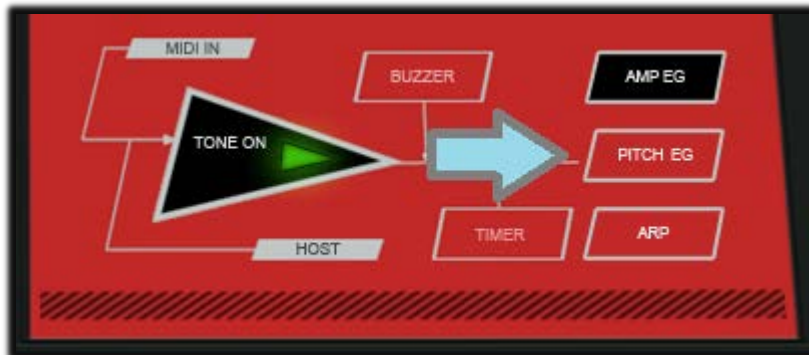 MIDI IN
BUZZER
AMP EG
TONE ON
PITCH EG
TIMER
ARP
HOST